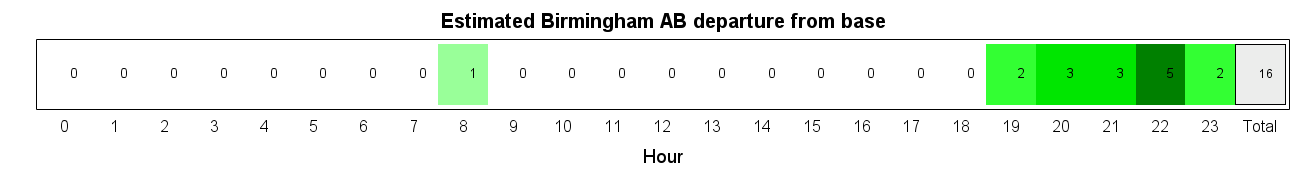 Estimated Birmingham AB departure from base
0 0 0 0 0 0 0 0 1 0 0 0 0 0 0 0 0 0 0 2 3 3 5 2 16
0 1 2 3 4 5 6 7 8 9 10 11 12 13 14 15 16 17 18 19 20 21 22 23 Total
Hour